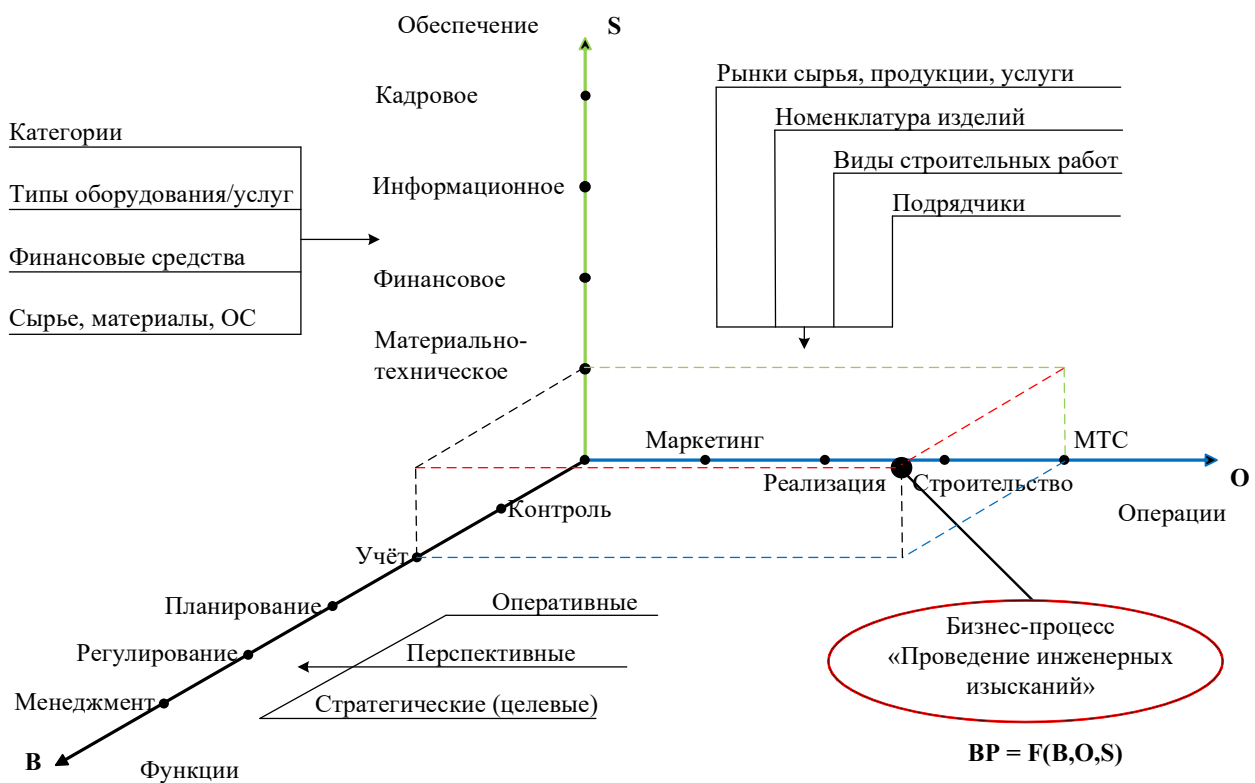 Обеспечение
S
Кадровое
Информационное
Финансовое
Материально-
техническое
Категории
Типы оборудования/услуг
Финансовые средства
Сырье, материалы, ОС
Рынки сырья, продукции, услуги
Номенклатура изделий
Виды строительных работ
Подрядчики
Маркетинг
Реализация
Строительство
МТС
O
Операции
Контроль
Учёт
Планирование
Регулирование
Менеджмент
B
Функции
Оперативные
Перспективные
Стратегические (целевые)
Бизнес-процесс
«Проведение инженерных
изысканий»
BP = F(B,O,S)